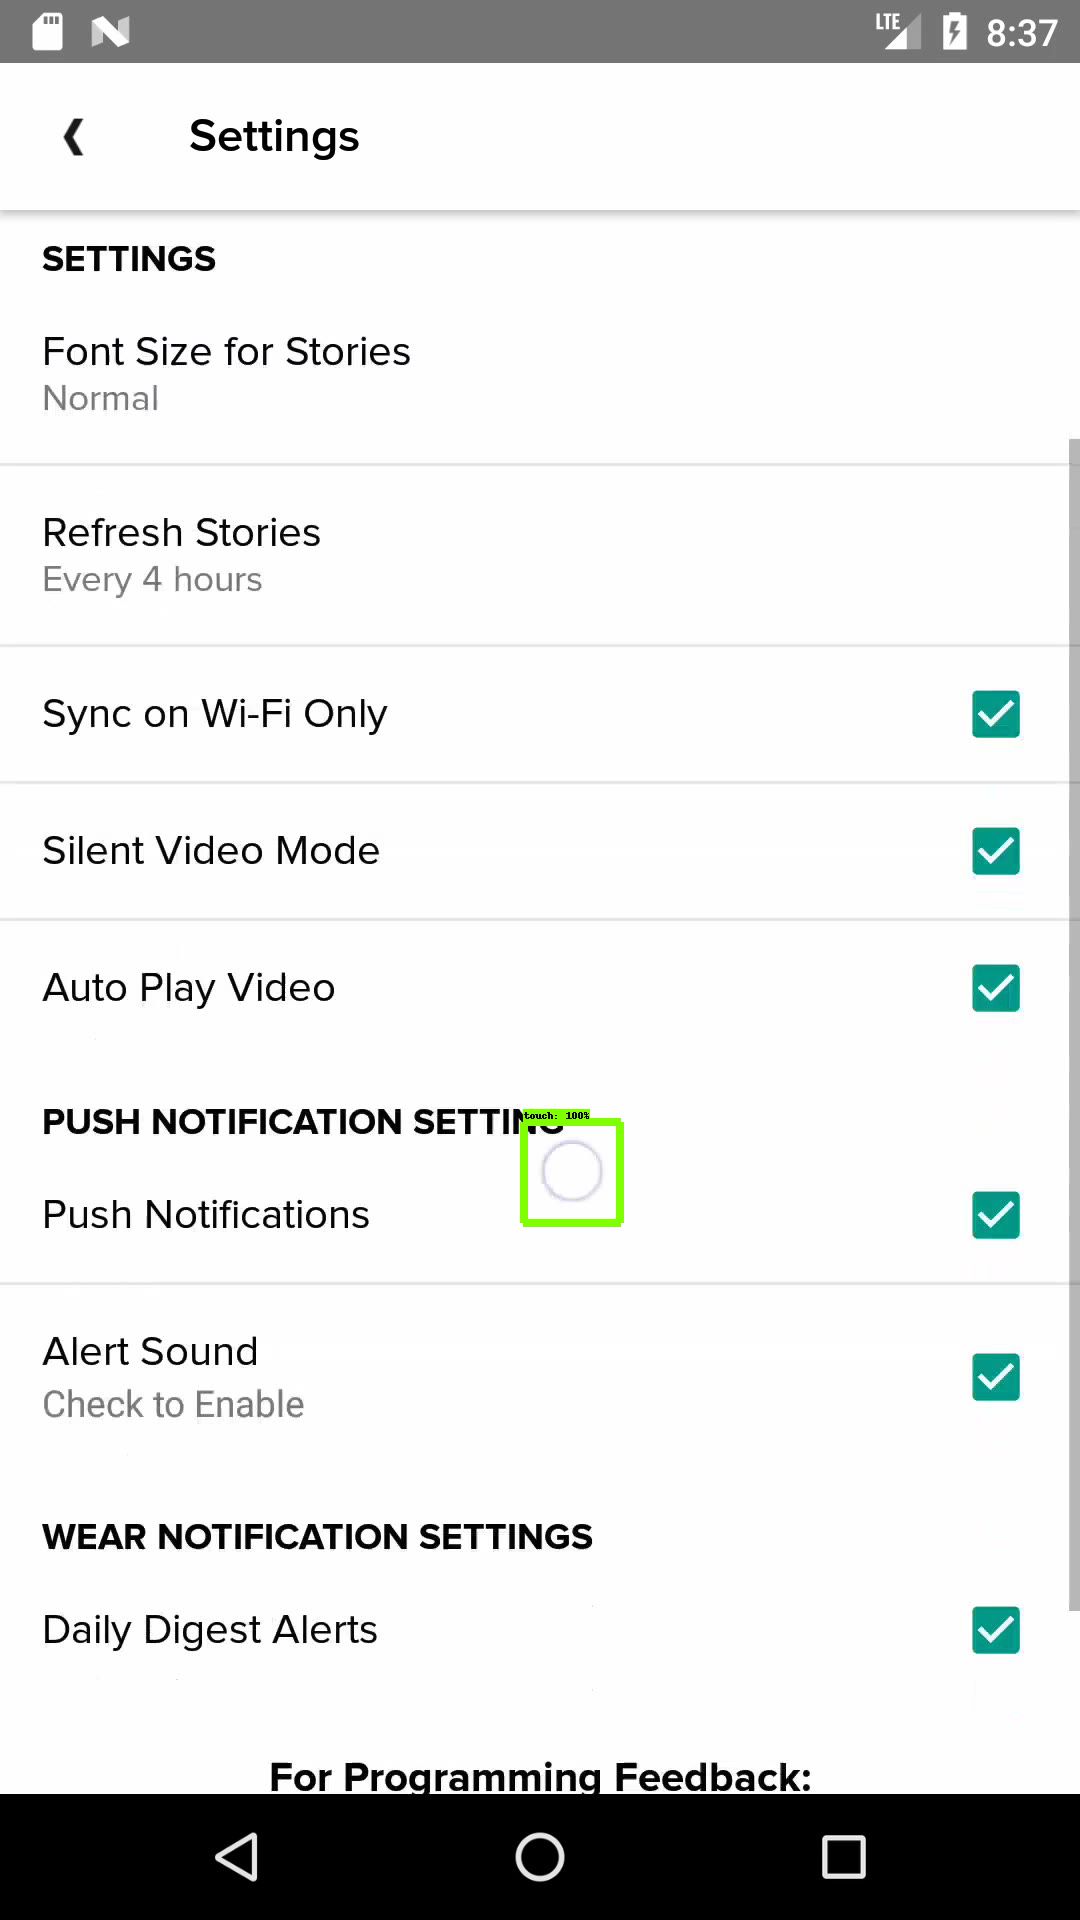 LTE 8:37
Settings
SETTINGS
Font Size for Stories
Normal
Refresh Stories
Every 4 hours
Sync on Wi-Fi Only
Silent Video Mode
Auto Play Video
touch: 100%
PUSH NOTIFICATION SETTING
Push Notifications
Alert Sound
Check to Enable
WEAR NOTIFICATION SETTINGS
Daily Digest Alerts
For Programming Feedback: